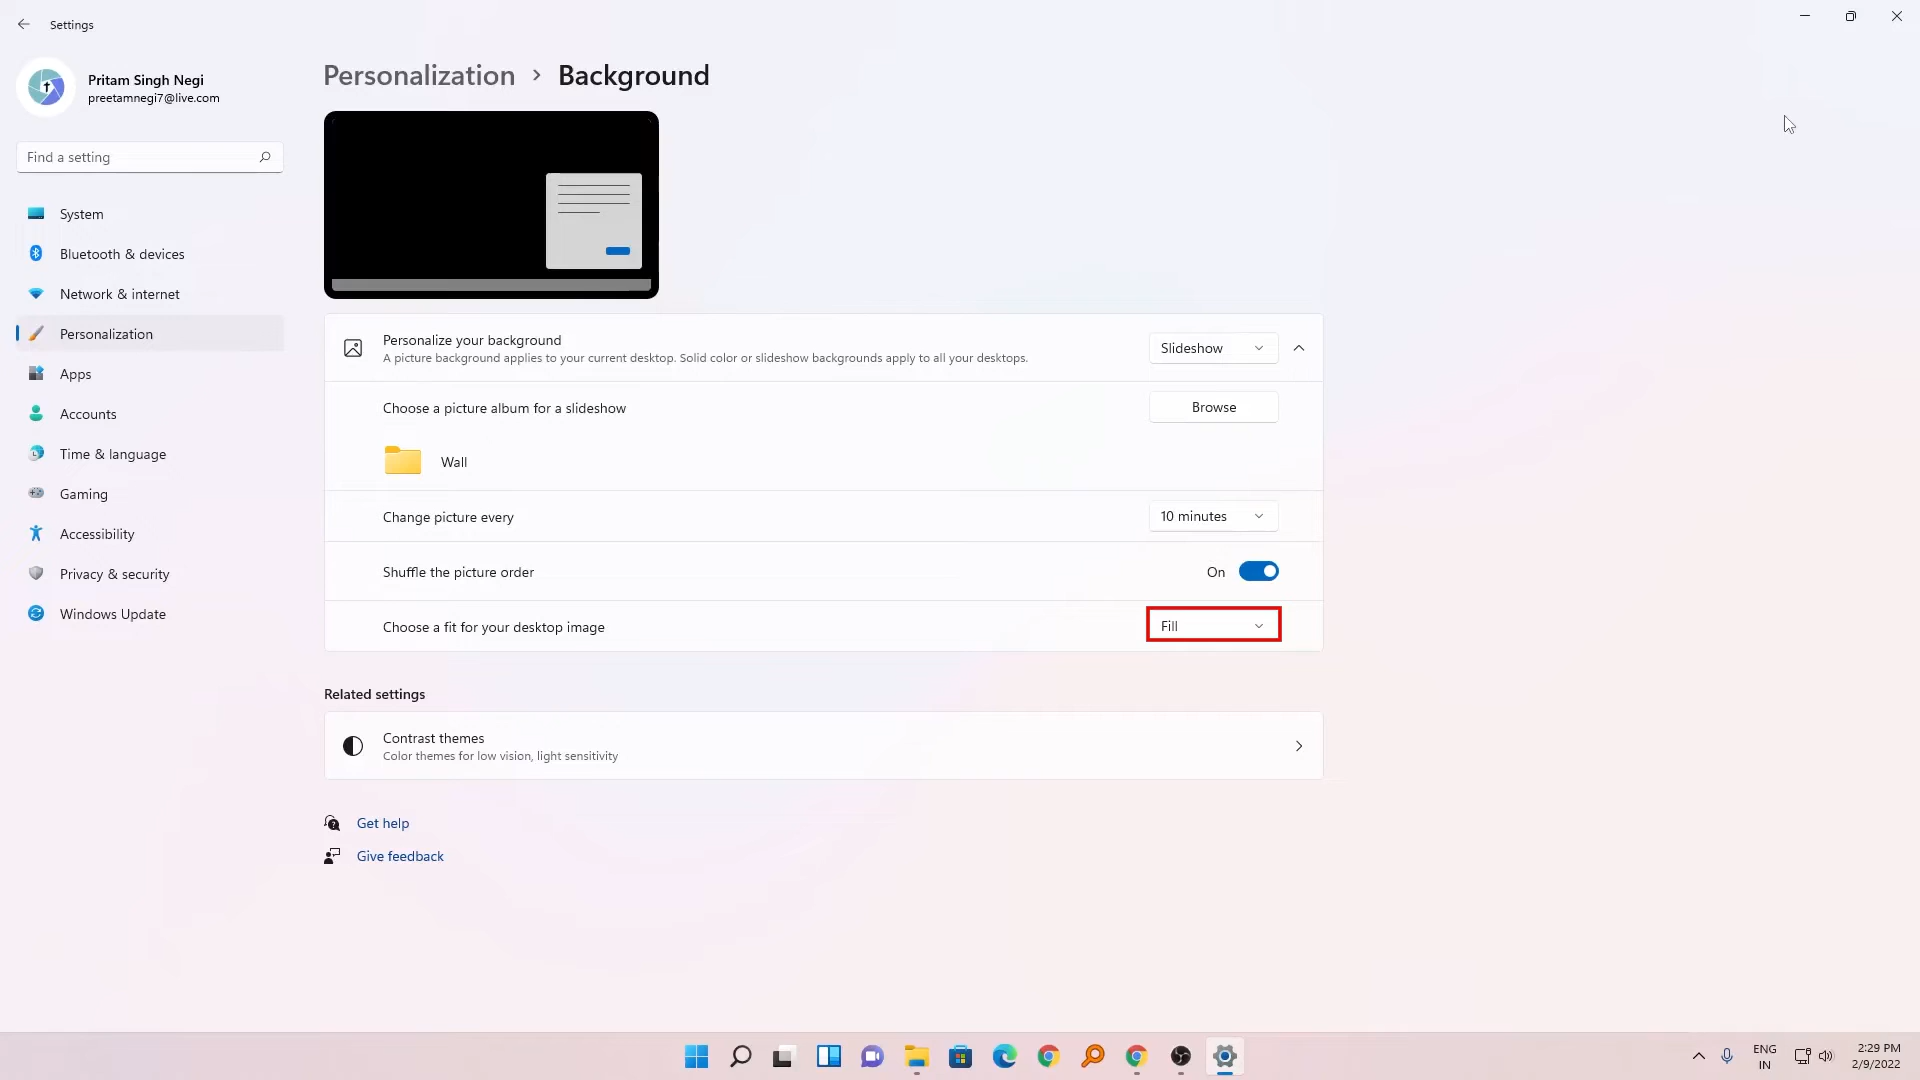 Settings
Pritam Singh Negi
preetamnegi7@live.com
Find a setting
System
Bluetooth & devices
Network & internet
Personalization
Apps
Accounts
Time & language
Gaming
Accessibility
Privacy & security
Windows Update
Personalization > Background
Personalize your background
A picture background applies to your current desktop. Solid color or slideshow backgrounds apply to all your desktops.
Slideshow
Choose a picture album for a slideshow
Browse
Wall
Change picture every
10 minutes
Shuffle the picture order
On
Choose a fit for your desktop image
Fill
Related settings
Contrast themes
Color themes for low vision, light sensitivity
Get help
Give feedback
ENG
IN
2:29 PM
2/9/2022